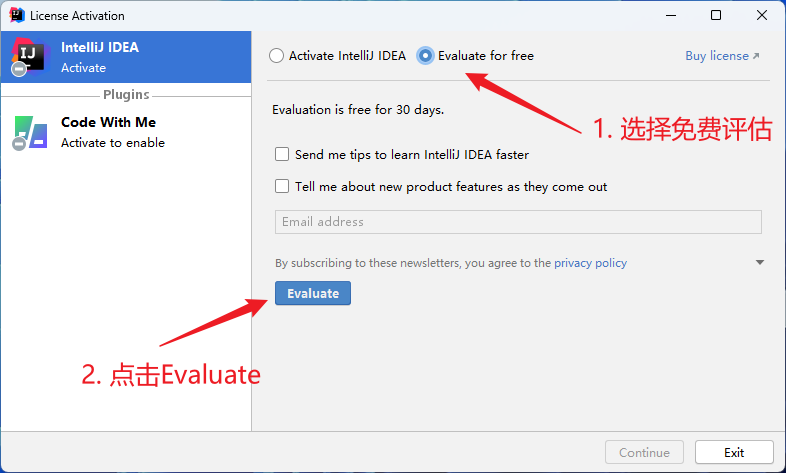 License Activation
IntelliJ IDEA
Activate
Plugins
Code With Me
Activate to enable
Activate IntelliJ IDEA
Evaluate for free
Buy license ↗
Evaluation is free for 30 days.
1. 选择免费评估
Send me tips to learn IntelliJ IDEA faster
Tell me about new product features as they come out
Email address
By subscribing to these newsletters, you agree to the privacy policy
Evaluate
2. 点击Evaluate
Continue
Exit